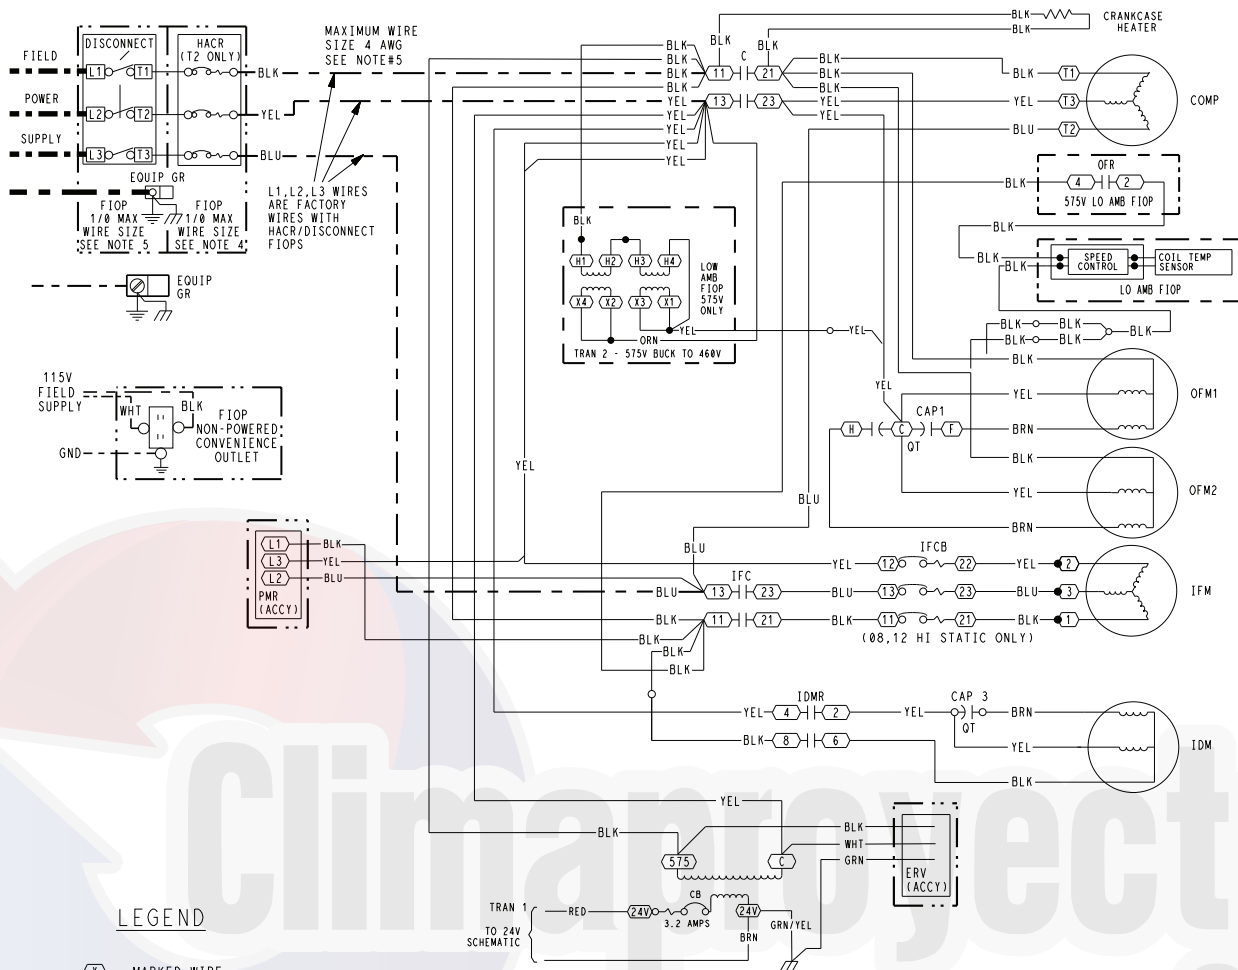 MAXIMUM WIRE
SIZE 4 AWG
SEE NOTE#5
BLK
CRANKCASE
HEATER
BLK
BLK
BLK
BLK
C
FIELD
DISCONNECT
HACR
(T2 ONLY)
BLK
BLK
BLK
BLK
11
21
BLK
BLK
BLK
BLK
T1
L1
T1
BLK
POWER
YEL
13
23
YEL
YEL
YEL
T3
COMP
L2
T2
YEL
YEL
YEL
YEL
YEL
BLU
T2
SUPPLY
L3
T3
BLU
EQUIP GR
FIOP
1/0 MAX
WIRE SIZE
SEE NOTE 5
FIOP
1/0 MAX
WIRE SIZE
SEE NOTE 4
L1,L2,L3 WIRES
ARE FACTORY
WIRES WITH
HACR/DISCONNECT
FIOPS
OFR
BLK
4
2
575V LO AMB FIOP
BLK
BLK
BLK
BLK
SPEED
CONTROL
COIL TEMP
SENSOR
LO AMB FIOP
H1
H2
H3
H4
LOW
AMB
FIOP
575V
ONLY
X4
X2
X3
X1
YEL
YEL
ORN
TRAN 2 - 575V BUCK TO 460V
EQUIP
GR
BLK
BLK
BLK
BLK
BLK
BLK
YEL
YEL
OFM1
CAP1
H
C
F
BRN
QT
BLK
YEL
OFM2
BRN
115V
FIELD
SUPPLY
WHT
BLK
FIOP
NON-POWERED
CONVENIENCE
OUTLET
GND
YEL
BLU
BLU
L1
BLK
L3
YEL
L2
BLU
PMR
(ACCY)
IFCB
YEL
12
22
YEL
2
IFC
BLU
13
23
BLU
13
23
BLU
3
IFM
BLK
11
21
BLK
11
21
BLK
1
BLK
(08,12 HI STATIC ONLY)
BLK
BLK
IDMR
CAP 3
YEL
4
2
YEL
BRN
QT
BLK
8
6
YEL
IDM
BLK
YEL
BLK
BLK
WHT
GRN
575
C
ERV
(ACCY)
Climaproyect
LEGEND
TRAN 1
RED
24V
CB
3.2 AMPS
24V
GRN/YEL
TO 24V
SCHEMATIC
BRN
X
MARKED WIRE